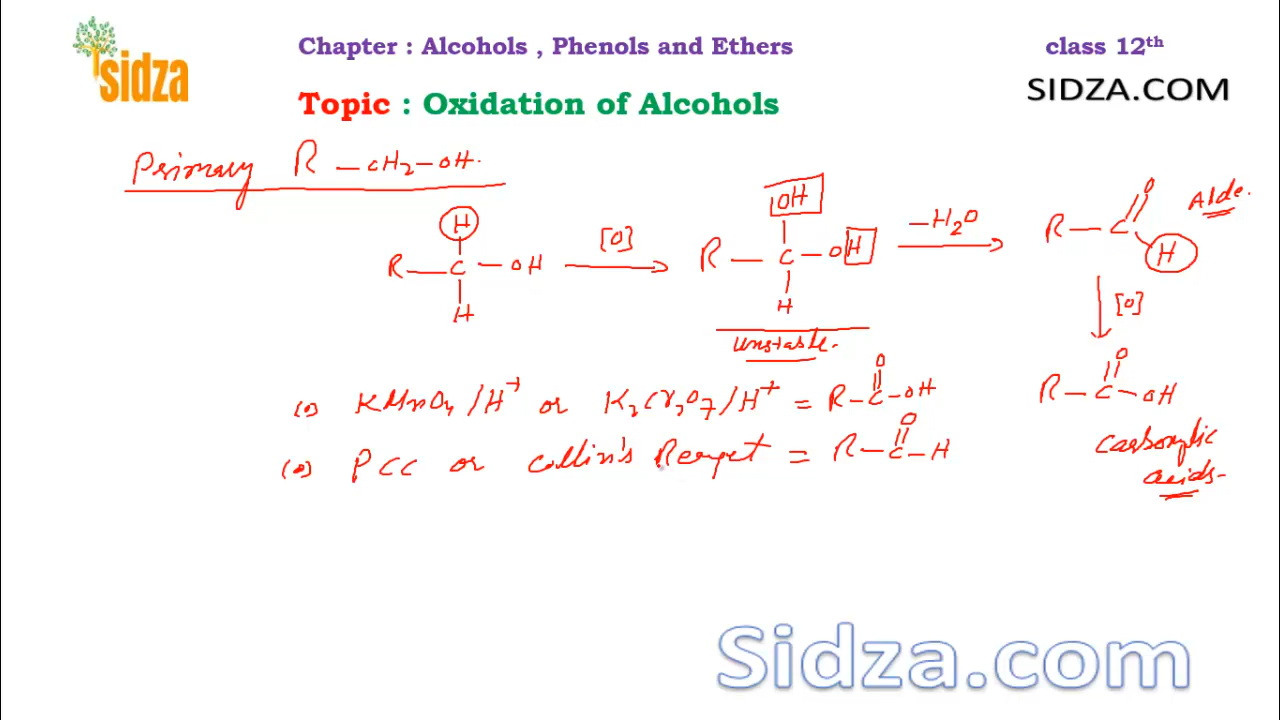 sidza
Chapter : Alcohols , Phenols and Ethers class 12th
SIDZA.COM
Topic : Oxidation of Alcohols
Primary R — CH2 — OH.
H
R — C — OH
H
[O]
OH
R — C — OH
H
unstable.
—H2O
O
R — C
H
Alde.
[O]
O
R — C — OH
carboxylic
acids-
(1) KMnO4/H+ or K2Cr2O7/H+ = R — C — OH
O
PCC or Collin's Reagent = R — C — H
O
Sidza.com